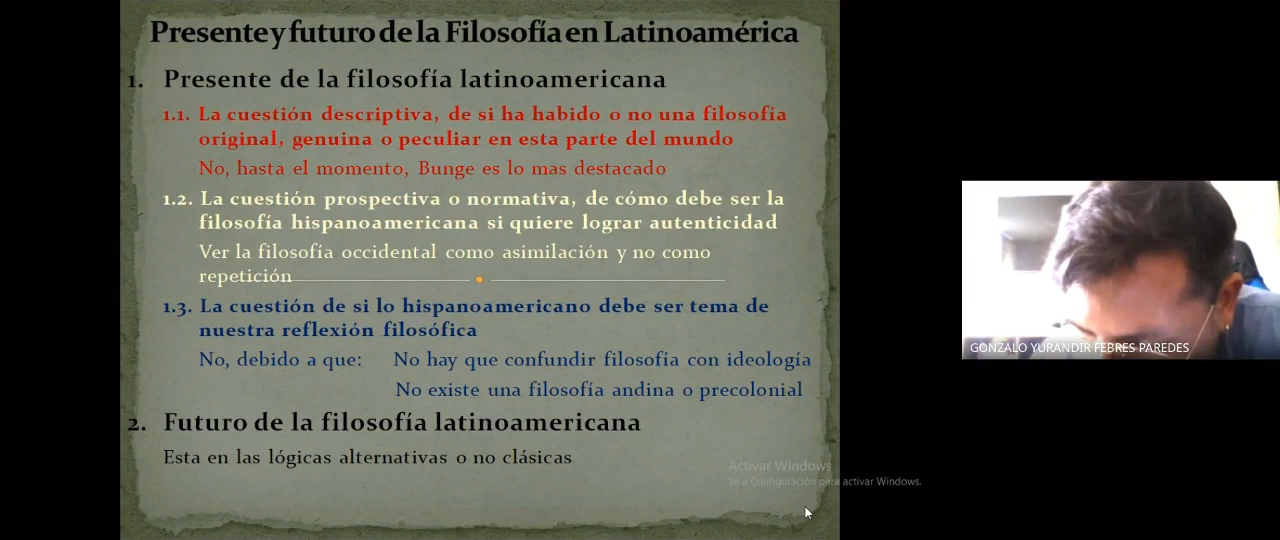 Presente y futuro de la Filosofía en Latinoamérica
1. Presente de la filosofía latinoamericana
1.1. La cuestión descriptiva, de si ha habido o no una filosofía
original, genuina o peculiar en esta parte del mundo
No, hasta el momento, Bunge es lo mas destacado
1.2. La cuestión prospectiva o normativa, de cómo debe ser la
filosofía hispanoamericana si quiere lograr autenticidad
Ver la filosofía occidental como asimilación y no como
repetición
1.3. La cuestión de si lo hispanoamericano debe ser tema de
nuestra reflexión filosófica
No, debido a que: No hay que confundir filosofía con ideología
No existe una filosofía andina o precolonial
2. Futuro de la filosofía latinoamericana
Esta en las lógicas alternativas o no clásicas
Activar Windows
Ve a Configuración para activar Windows.
GONZALO YURANDIR FEBRES PAREDES